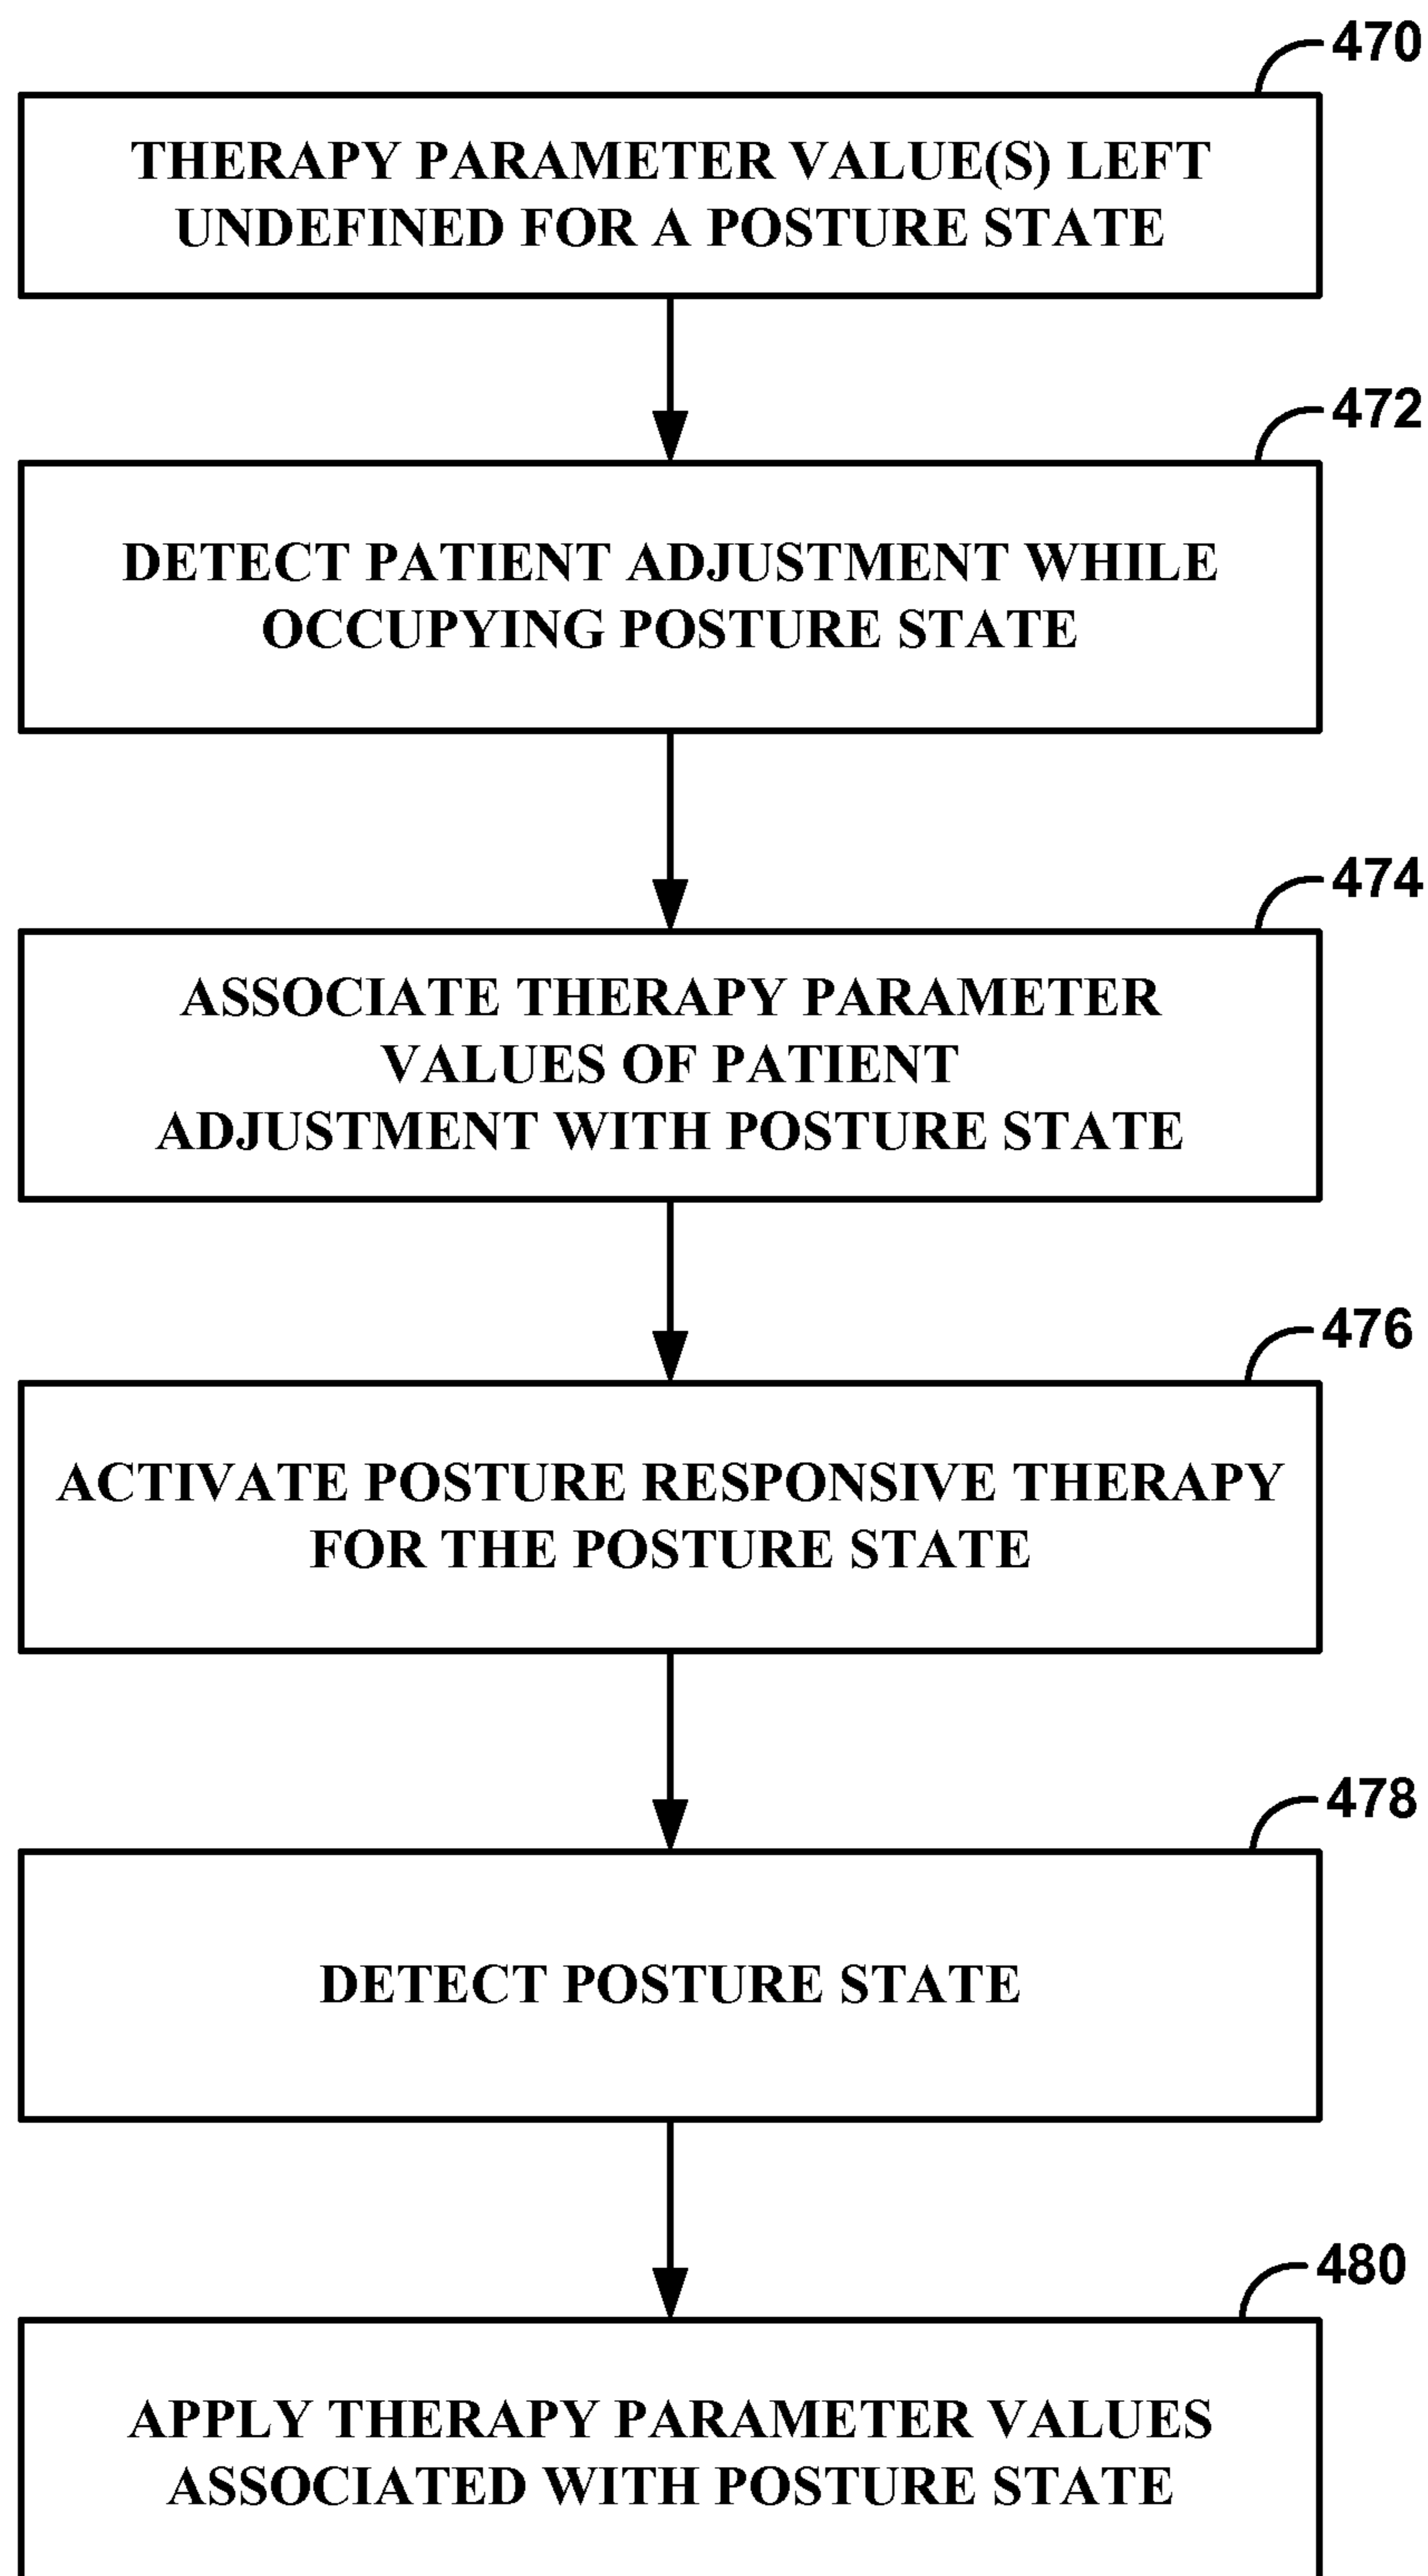 470
THERAPY PARAMETER VALUE(S) LEFT
UNDEFINED FOR A POSTURE STATE
472
DETECT PATIENT ADJUSTMENT WHILE
OCCUPYING POSTURE STATE
474
ASSOCIATE THERAPY PARAMETER
VALUES OF PATIENT
ADJUSTMENT WITH POSTURE STATE
476
ACTIVATE POSTURE RESPONSIVE THERAPY
FOR THE POSTURE STATE
478
DETECT POSTURE STATE
480
APPLY THERAPY PARAMETER VALUES
ASSOCIATED WITH POSTURE STATE